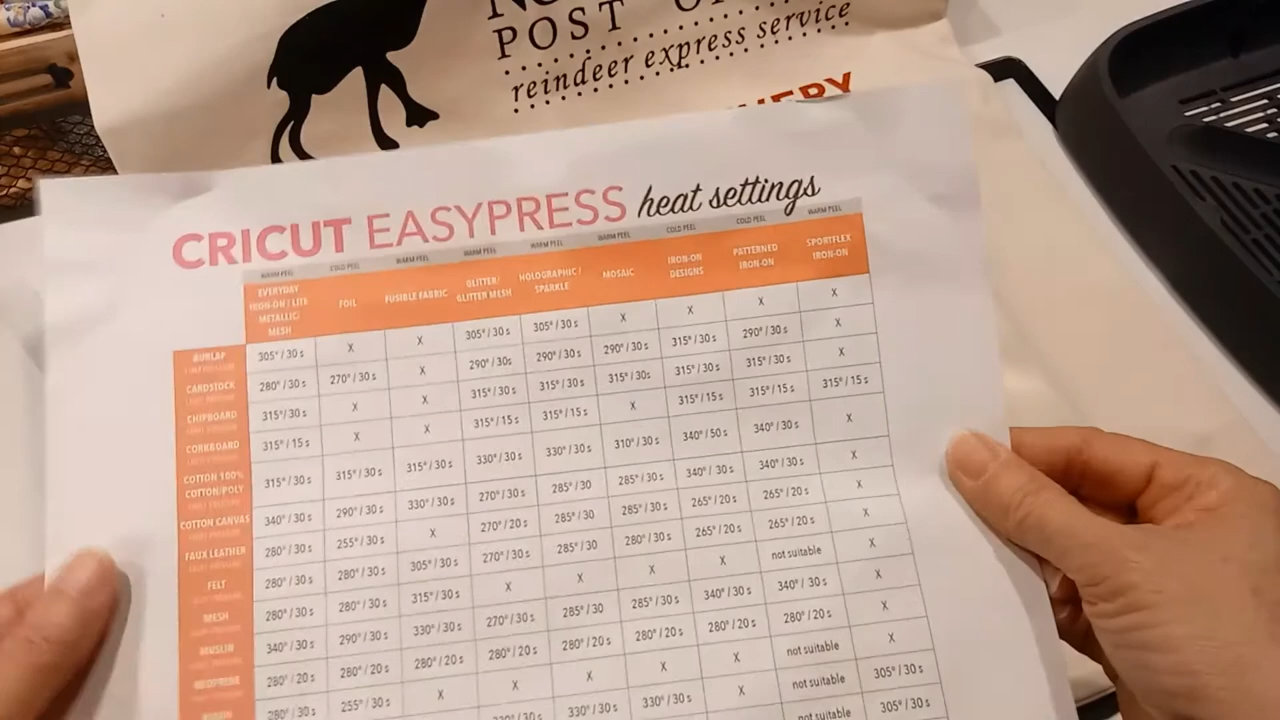 POST
reindeer express service
CRICUT EASYPRESS heat settings
WARM PEEL COLD PEEL WARM PEEL WARM PEEL WARM PEEL WARM PEEL COLD PEEL COLD PEEL WARM PEEL
EVERYDAY IRON-ON / LITE METALLIC/ MESH FOIL FUSIBLE FABRIC GLITTER/ GLITTER MESH HOLOGRAPHIC / SPARKLE MOSAIC IRON-ON DESIGNS PATTERNED IRON-ON SPORTFLEX IRON-ON
BURLAP 305° / 30 s X X 305° / 30 s 305° / 30 s X X X X
CARDSTOCK 280° / 30 s 270° / 30 s X 290° / 30s 290° / 30 s 290° / 30 s 315° / 30 s 290° / 30 s X
CHIPBOARD 315° / 30 s X X 315° / 30 s 315° / 30 s 315° / 30 s 315° / 30 s 315° / 30 s X
CORKBOARD 315° / 15 s X X 315° / 15 s 315° / 15 s X 315° / 15 s 315° / 15 s 315° / 15 s
COTTON 100% COTTON/POLY 315° / 30 s 315° / 30 s 315° / 30 s 330° / 30 s 330° / 30 s 310° / 30 s 340° / 50 s 340° / 30 s X
COTTON CANVAS 340° / 30 s 290° / 30 s 330° / 30 s 270° / 30 s 285° / 30 285° / 30 s 340° / 30 s 340° / 30 s X
FAUX LEATHER 280° / 30 s 255° / 30 s X 270° / 20 s 285° / 30 285° / 30 s 265° / 20 s 265° / 20 s X
FELT 280° / 30 s 280° / 30 s 305° / 30 s 270° / 30 s 285° / 30 280° / 30 s 265° / 20 s 265° / 20 s X
MESH 280° / 30 s 280° / 30 s 315° / 30 s X X X X not suitable X
MUSLIN 340° / 30 s 290° / 30 s 330° / 30 s 270° / 30 s 285° / 30 285° / 30 s 340° / 30 s 340° / 30 s X
NEOPRENE 280° / 20 s 280° / 20 s 280° / 20 s 280° / 20 s 280° / 20 s 280° / 20 s 280° / 20 s 280° / 20 s X
280° / 30 s 255° / 30 s X X X X X not suitable X
330° / 30 s 330° / 30 s X not suitable 305° / 30 s
not suitable 305° / 30 s